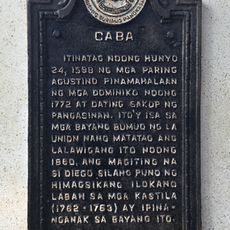 CABA
ITINATAG NOONG HUNYO
24, 1598 NG MGA PARING
AGUSTINO PINAMAHALAAN
NG MGA DOMINIKO NOONG
1772 AT DATING SAKUP NG
PANGASINAN. ITO'Y ISA SA
MGA BAYANG BUMUO NG LA
UNION NANG MATATAG ANG
LALAWIGANG ITO NOONG
1850. ANG MAGITING NA
SI DIEGO SILANG PUNO NG
HIMAGSIKANG ILOKANO
LABAN SA MGA KASTILA
(1762-1763) AY IPINA-
NGANAK SA BAYANG ITO.